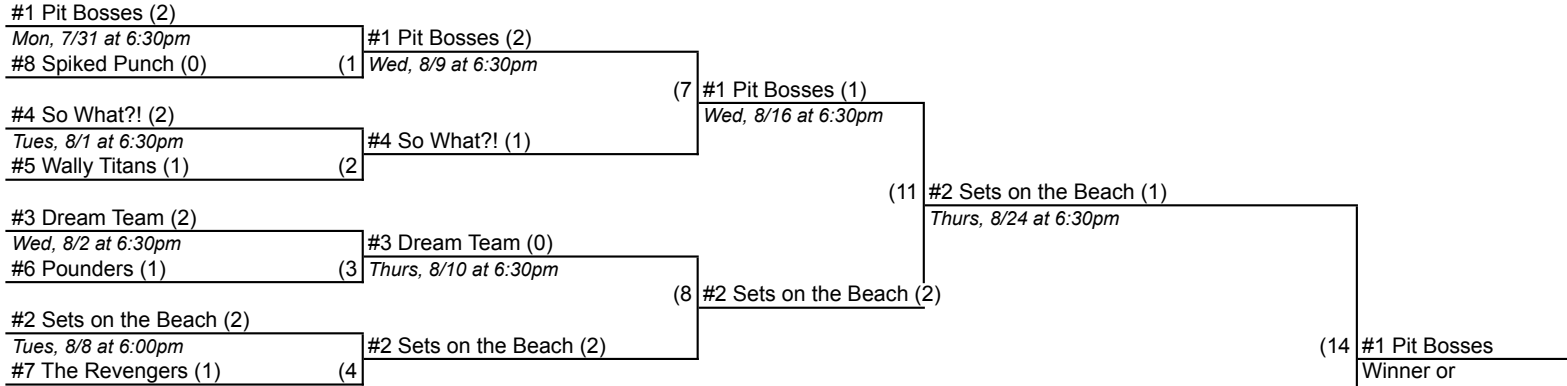 #1 Pit Bosses (2)
Mon, 7/31 at 6:30pm
#8 Spiked Punch (0) (1
#1 Pit Bosses (2)
Wed, 8/9 at 6:30pm
(7 #1 Pit Bosses (1)
Wed, 8/16 at 6:30pm
#4 So What?! (2)
Tues, 8/1 at 6:30pm
#5 Wally Titans (1) (2
#4 So What?! (1)
(11 #2 Sets on the Beach (1)
Thurs, 8/24 at 6:30pm
#3 Dream Team (2)
Wed, 8/2 at 6:30pm
#6 Pounders (1) (3
#3 Dream Team (0)
Thurs, 8/10 at 6:30pm
(8 #2 Sets on the Beach (2)
#2 Sets on the Beach (2)
Tues, 8/8 at 6:00pm
#7 The Revengers (1) (4
#2 Sets on the Beach (2)
(14 #1 Pit Bosses
Winner or